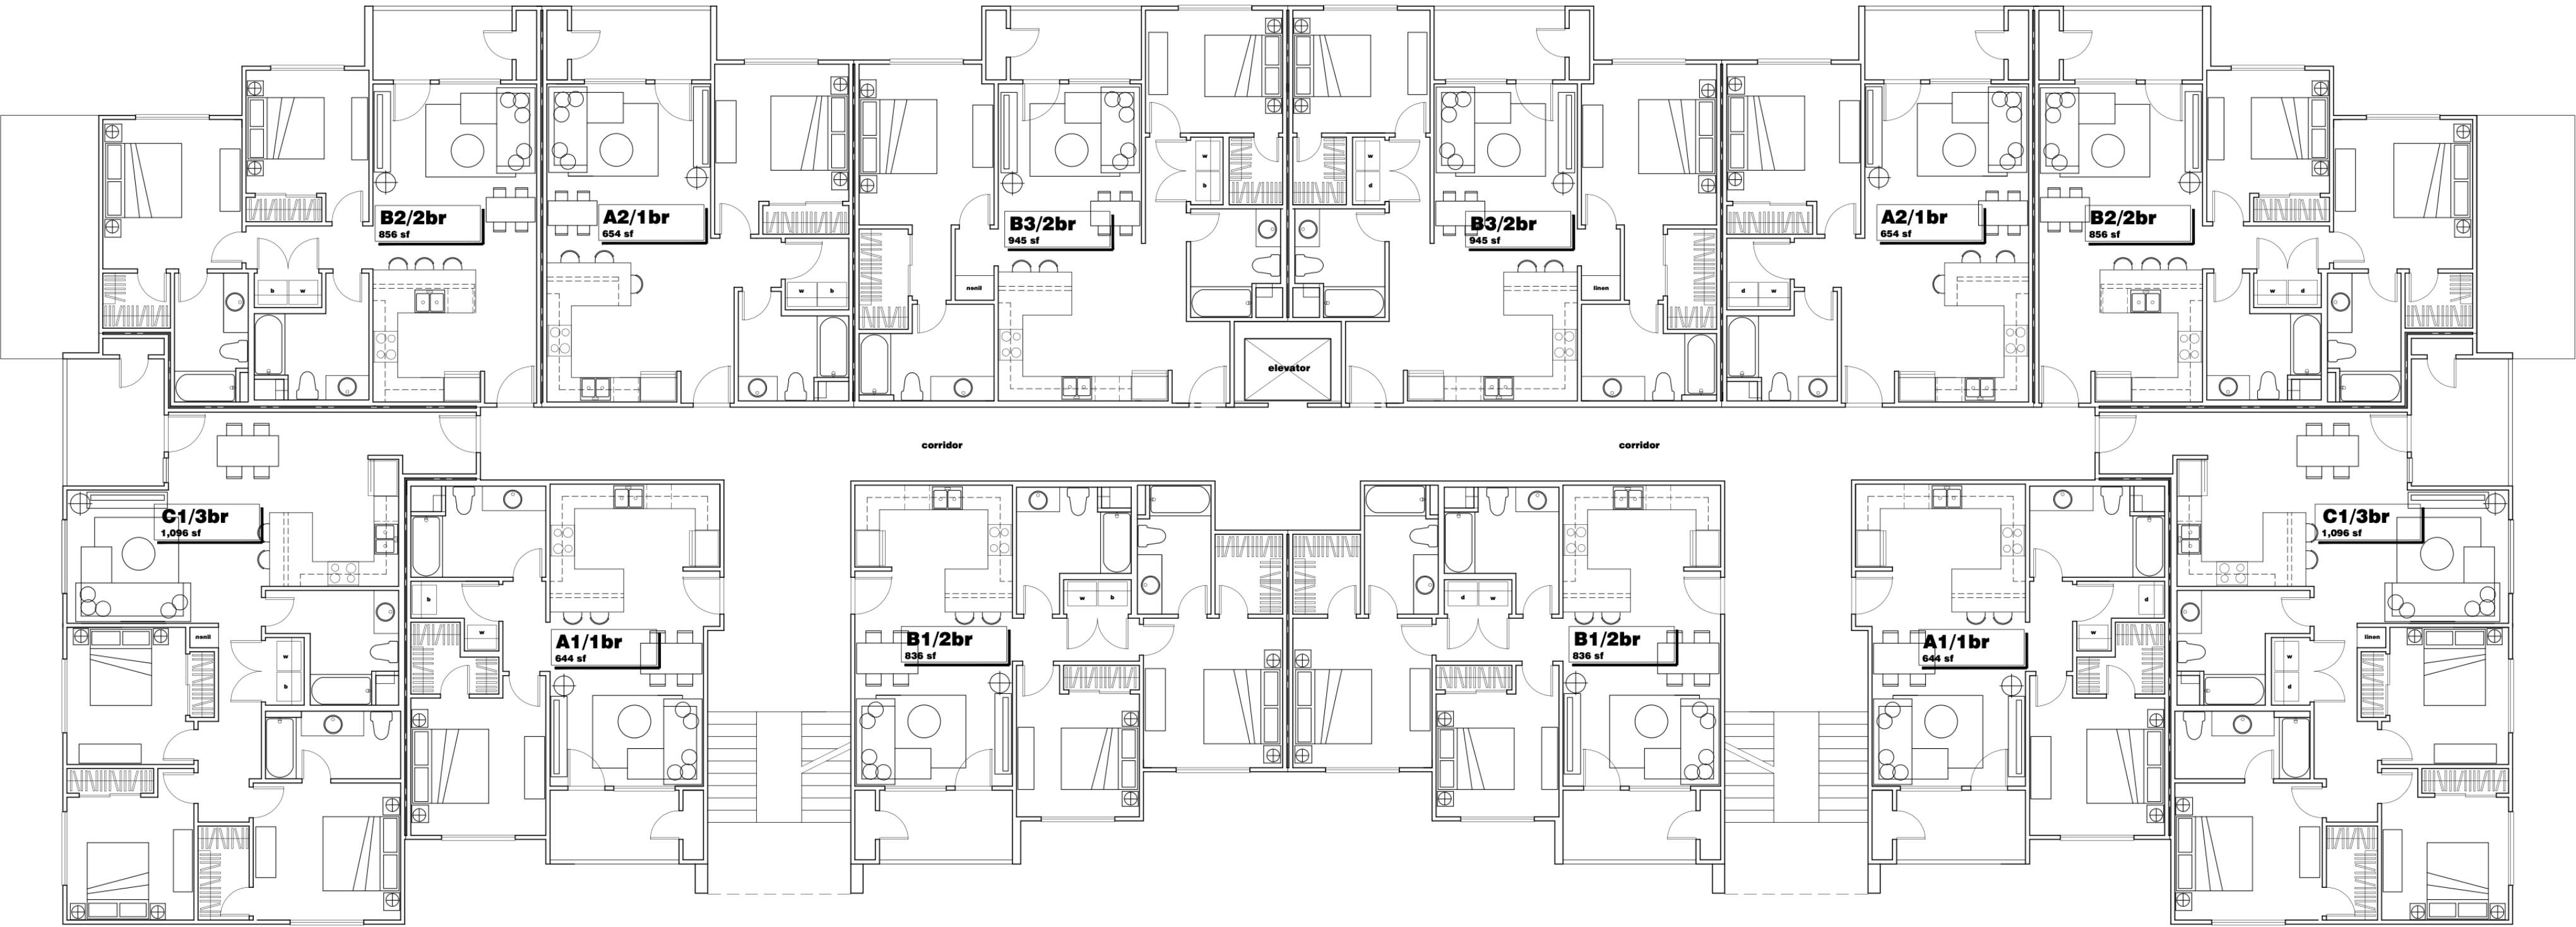 B2/2br
856 sf
A2/1br
654 sf
B3/2br
945 sf
B3/2br
945 sf
A2/1br
654 sf
B2/2br
856 sf
w
b
w
d
b
w
w
b
nonil
linen
d
w
w
d
elevator
corridor
corridor
C1/3br
1,096 sf
C1/3br
1,096 sf
b
w
w
b
d
w
d
w
A1/1br
644 sf
B1/2br
836 sf
B1/2br
836 sf
A1/1br
644 sf
nonil
linen
w
b
w
d